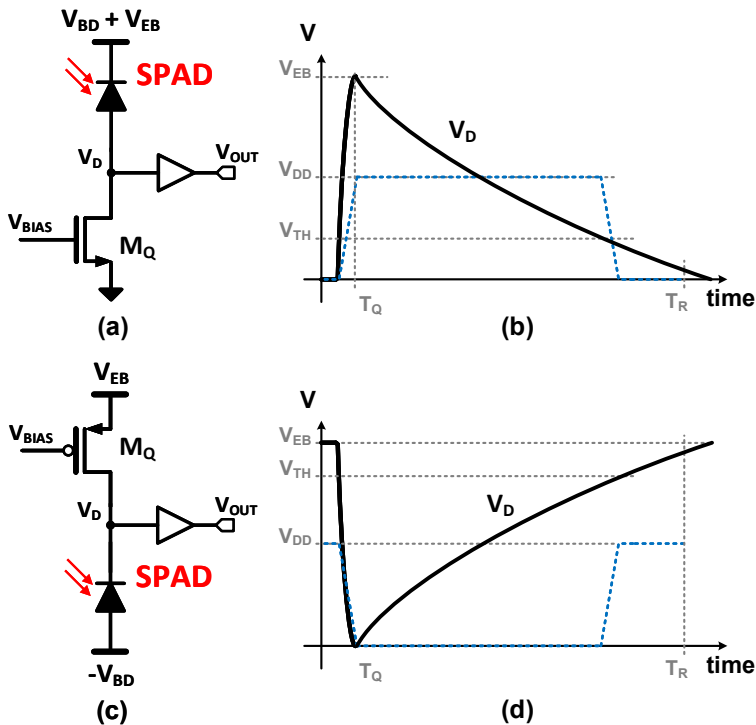 V_BD + V_EB
SPAD
V_D
V_OUT
V_BIAS
M_Q
(a)
V
V_EB
V_D
V_DD
V_TH
T_Q
T_R
time
(b)
V_EB
V_BIAS
M_Q
V_D
V_OUT
SPAD
-V_BD
(c)
V
V_EB
V_TH
V_D
V_DD
T_Q
T_R
time
(d)